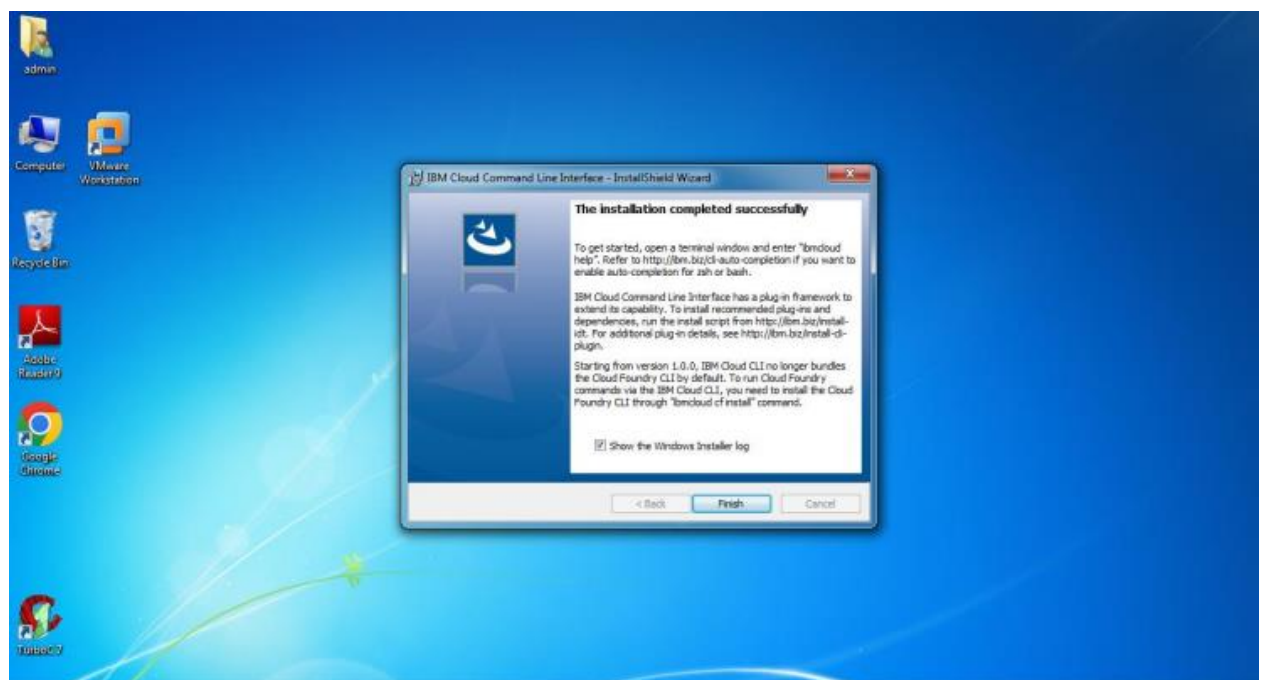 admin
Computer
VMware
Workstation
Recycle Bin
Adobe
Reader 9
Google
Chrome
TurboC 7
IBM Cloud Command Line Interface - InstallShield Wizard
The installation completed successfully
To get started, open a terminal window and enter "ibmcloud
help". Refer to http://ibm.biz/cli-auto-completion if you want to
enable auto-completion for zsh or bash.
IBM Cloud Command Line Interface has a plug-in framework to
extend its capability. To install recommended plug-ins and
dependencies, run the install script from http://ibm.biz/install-
idt. For additional plug-in details, see http://ibm.biz/install-cli-
plugin.
Starting from version 1.0.0, IBM Cloud CLI no longer bundles
the Cloud Foundry CLI by default. To run Cloud Foundry
commands via the IBM Cloud CLI, you need to install the Cloud
Foundry CLI through "ibmcloud cf install" command.
Show the Windows Installer log
< Back
Finish
Cancel